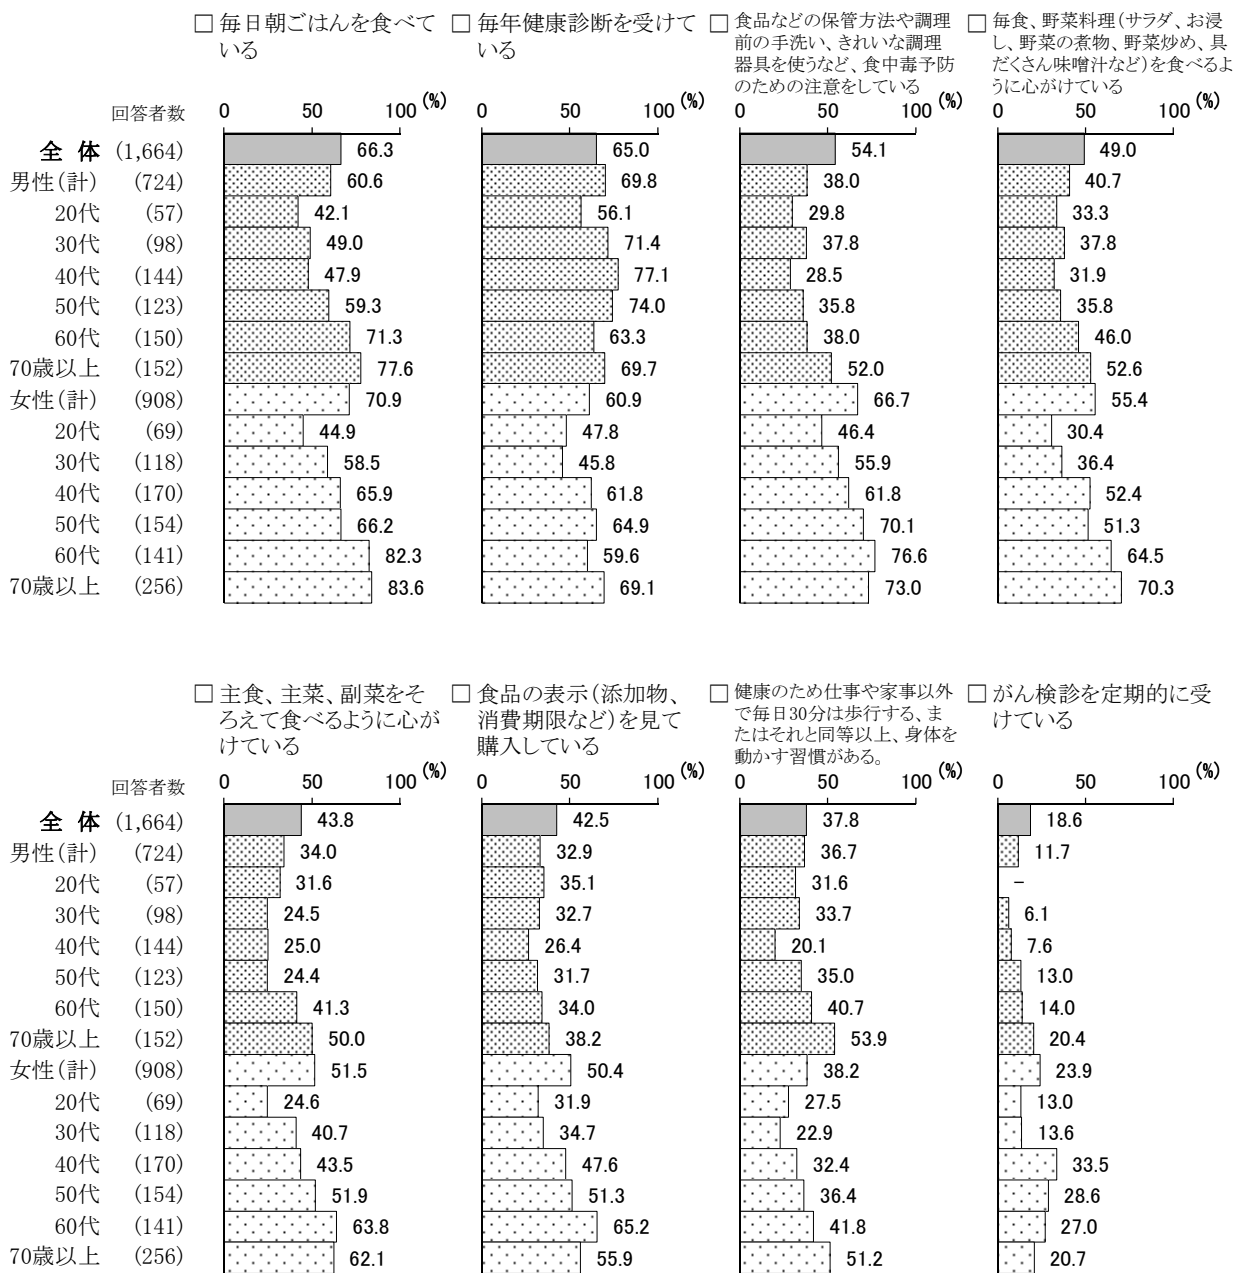 □ 毎日朝ごはんを食べて
いる
□ 毎年健康診断を受けて
いる
□ 食品などの保管方法や調理
前の手洗い、きれいな調理
器具を使うなど、食中毒予防
のための注意をしている
□ 毎食、野菜料理(サラダ、お浸
し、野菜の煮物、野菜炒め、具
だくさん味噌汁など)を食べるよ
うに心がけている
回答者数 0 50 100 (%) 0 50 100 (%) 0 50 100 (%) 0 50 100 (%)
全 体 (1,664) 66.3 65.0 54.1 49.0
男性(計) (724) 60.6 69.8 38.0 40.7
20代 (57) 42.1 56.1 29.8 33.3
30代 (98) 49.0 71.4 37.8 37.8
40代 (144) 47.9 77.1 28.5 31.9
50代 (123) 59.3 74.0 35.8 35.8
60代 (150) 71.3 63.3 38.0 46.0
70歳以上 (152) 77.6 69.7 52.0 52.6
女性(計) (908) 70.9 60.9 66.7 55.4
20代 (69) 44.9 47.8 46.4 30.4
30代 (118) 58.5 45.8 55.9 36.4
40代 (170) 65.9 61.8 61.8 52.4
50代 (154) 66.2 64.9 70.1 51.3
60代 (141) 82.3 59.6 76.6 64.5
70歳以上 (256) 83.6 69.1 73.0 70.3
□ 主食、主菜、副菜をそ
ろえて食べるように心が
けている
□ 食品の表示(添加物、
消費期限など)を見て
購入している
□ 健康のため仕事や家事以外
で毎日30分は歩行する、ま
たはそれと同等以上、身体を
動かす習慣がある。
□ がん検診を定期的に受
けている
回答者数 0 50 100 (%) 0 50 100 (%) 0 50 100 (%) 0 50 100 (%)
全 体 (1,664) 43.8 42.5 37.8 18.6
男性(計) (724) 34.0 32.9 36.7 11.7
20代 (57) 31.6 35.1 31.6 −
30代 (98) 24.5 32.7 33.7 6.1
40代 (144) 25.0 26.4 20.1 7.6
50代 (123) 24.4 31.7 35.0 13.0
60代 (150) 41.3 34.0 40.7 14.0
70歳以上 (152) 50.0 38.2 53.9 20.4
女性(計) (908) 51.5 50.4 38.2 23.9
20代 (69) 24.6 31.9 27.5 13.0
30代 (118) 40.7 34.7 22.9 13.6
40代 (170) 43.5 47.6 32.4 33.5
50代 (154) 51.9 51.3 36.4 28.6
60代 (141) 63.8 65.2 41.8 27.0
70歳以上 (256) 62.1 55.9 51.2 20.7